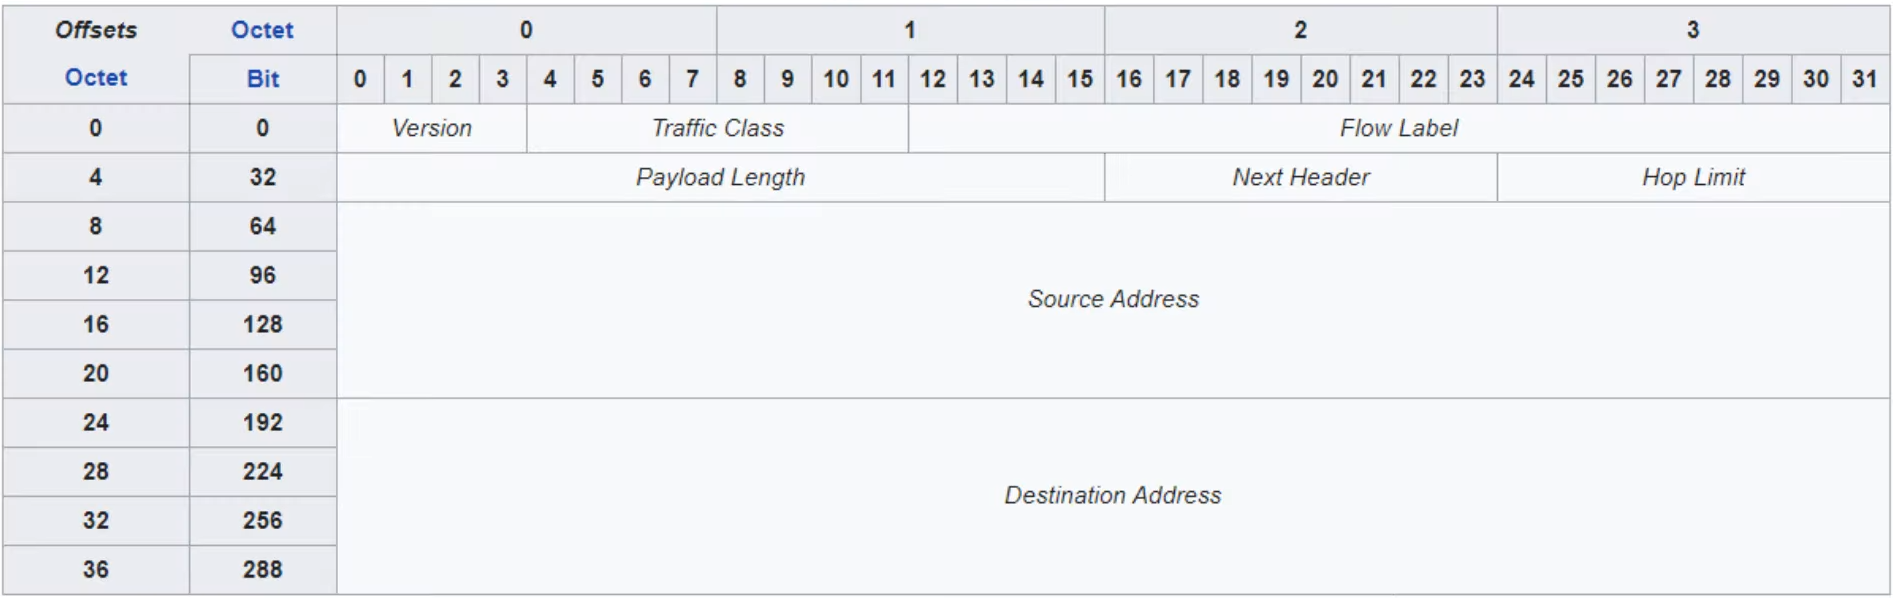 Offsets Octet 0 1 2 3
Octet Bit 0 1 2 3 4 5 6 7 8 9 10 11 12 13 14 15 16 17 18 19 20 21 22 23 24 25 26 27 28 29 30 31
0 0 Version Traffic Class Flow Label
4 32 Payload Length Next Header Hop Limit
8 64
12 96
Source Address
16 128
20 160
24 192
28 224
Destination Address
32 256
36 288